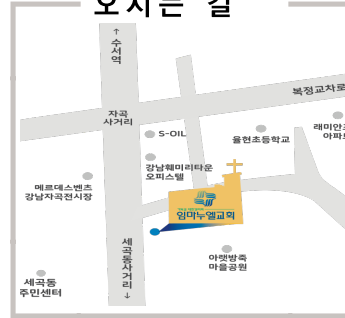 오시는 길
↑
수서역
복정교차로
자곡
사거리
S-OIL
율현초등학교
래미안
아파트
강남훼미리타운
오피스텔
메르데스벤츠
강남자곡전시장
임마누엘교회
세곡동사거리
↓
아랫방죽
마을공원
세곡동
주민센터